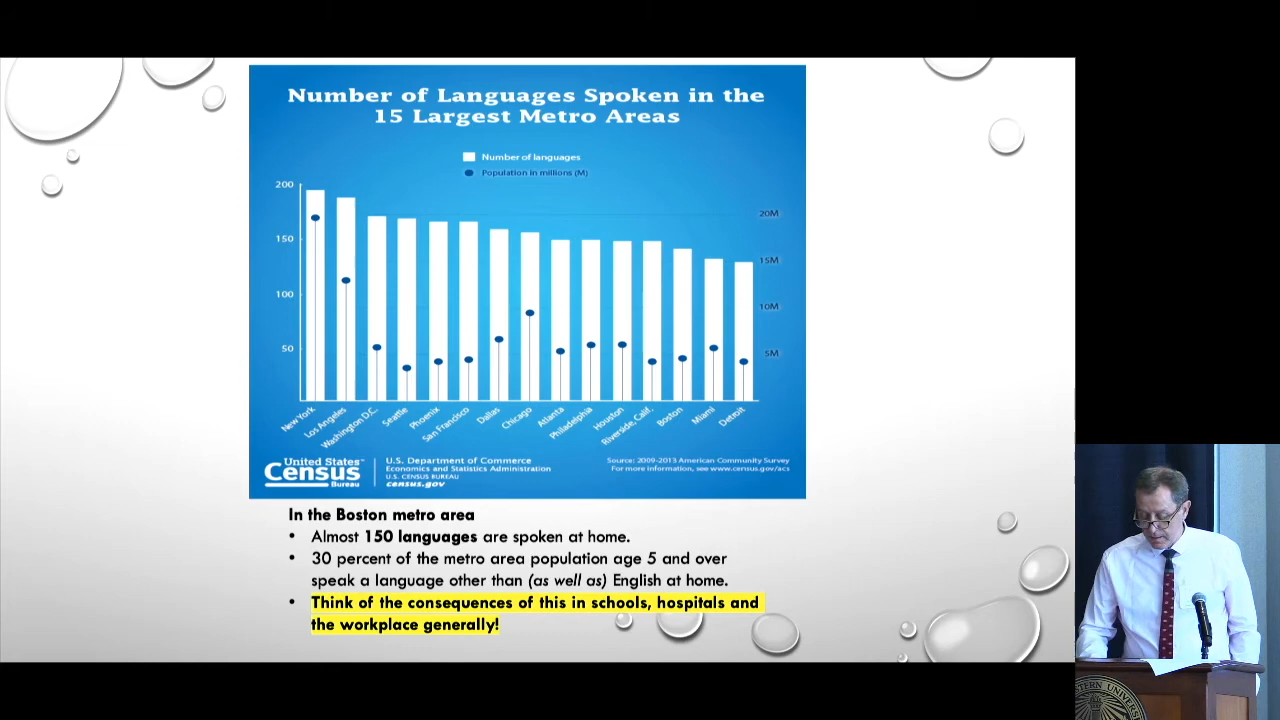 Number of Languages Spoken in the
15 Largest Metro Areas
Number of languages
Population in millions (M)
200
150
100
50
20M
15M
10M
5M
New York
Los Angeles
Washington D.C.
Seattle
Phoenix
San Francisco
Dallas
Chicago
Atlanta
Philadelphia
Houston
Riverside, Calif.
Boston
Miami
Detroit
United States™
Census
Bureau
U.S. Department of Commerce
Economics and Statistics Administration
U.S. CENSUS BUREAU
census.gov
Source: 2009-2013 American Community Survey
For more information, see www.census.gov/acs
In the Boston metro area
• Almost 150 languages are spoken at home.
• 30 percent of the metro area population age 5 and over
speak a language other than (as well as) English at home.
• Think of the consequences of this in schools, hospitals and
the workplace generally!